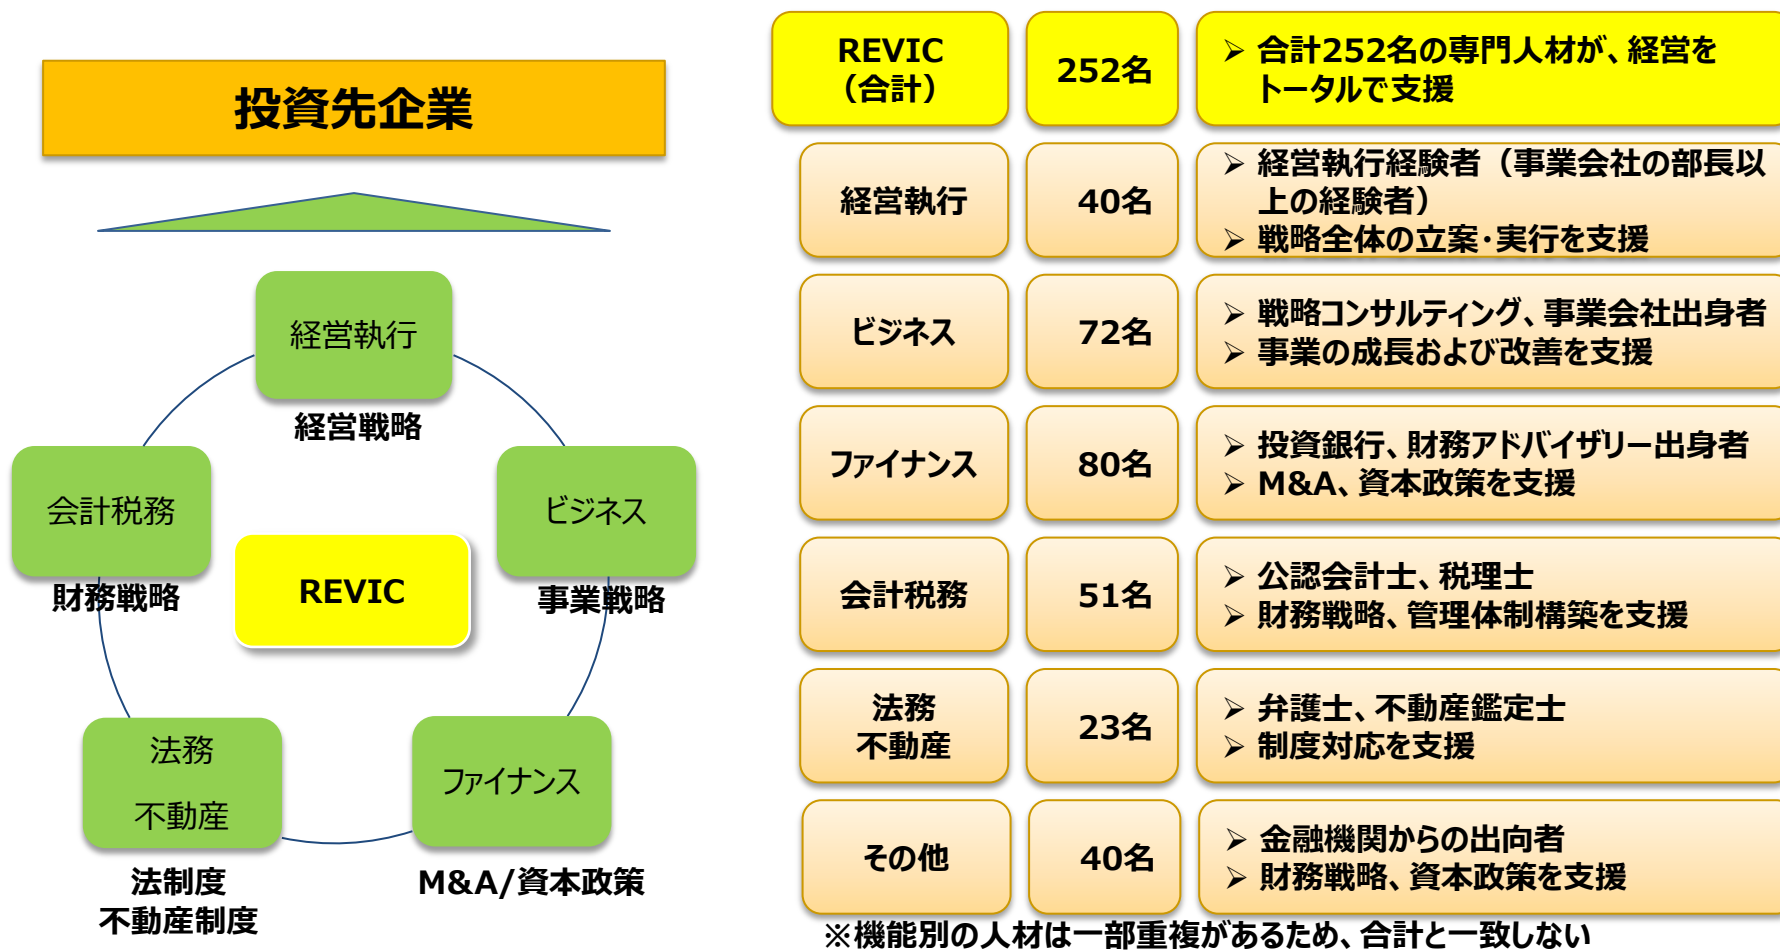 投資先企業
経営執行
経営戦略
会計税務
財務戦略
ビジネス
事業戦略
REVIC
法務
不動産
法制度
不動産制度
ファイナンス
M&A/資本政策
REVIC
（合計）
252名
➢ 合計252名の専門人材が、経営を
トータルで支援
経営執行
40名
➢ 経営執行経験者（事業会社の部長以
上の経験者）
➢ 戦略全体の立案・実行を支援
ビジネス
72名
➢ 戦略コンサルティング、事業会社出身者
➢ 事業の成長および改善を支援
ファイナンス
80名
➢ 投資銀行、財務アドバイザリー出身者
➢ M&A、資本政策を支援
会計税務
51名
➢ 公認会計士、税理士
➢ 財務戦略、管理体制構築を支援
法務
不動産
23名
➢ 弁護士、不動産鑑定士
➢ 制度対応を支援
その他
40名
➢ 金融機関からの出向者
➢ 財務戦略、資本政策を支援
※機能別の人材は一部重複があるため、合計と一致しない